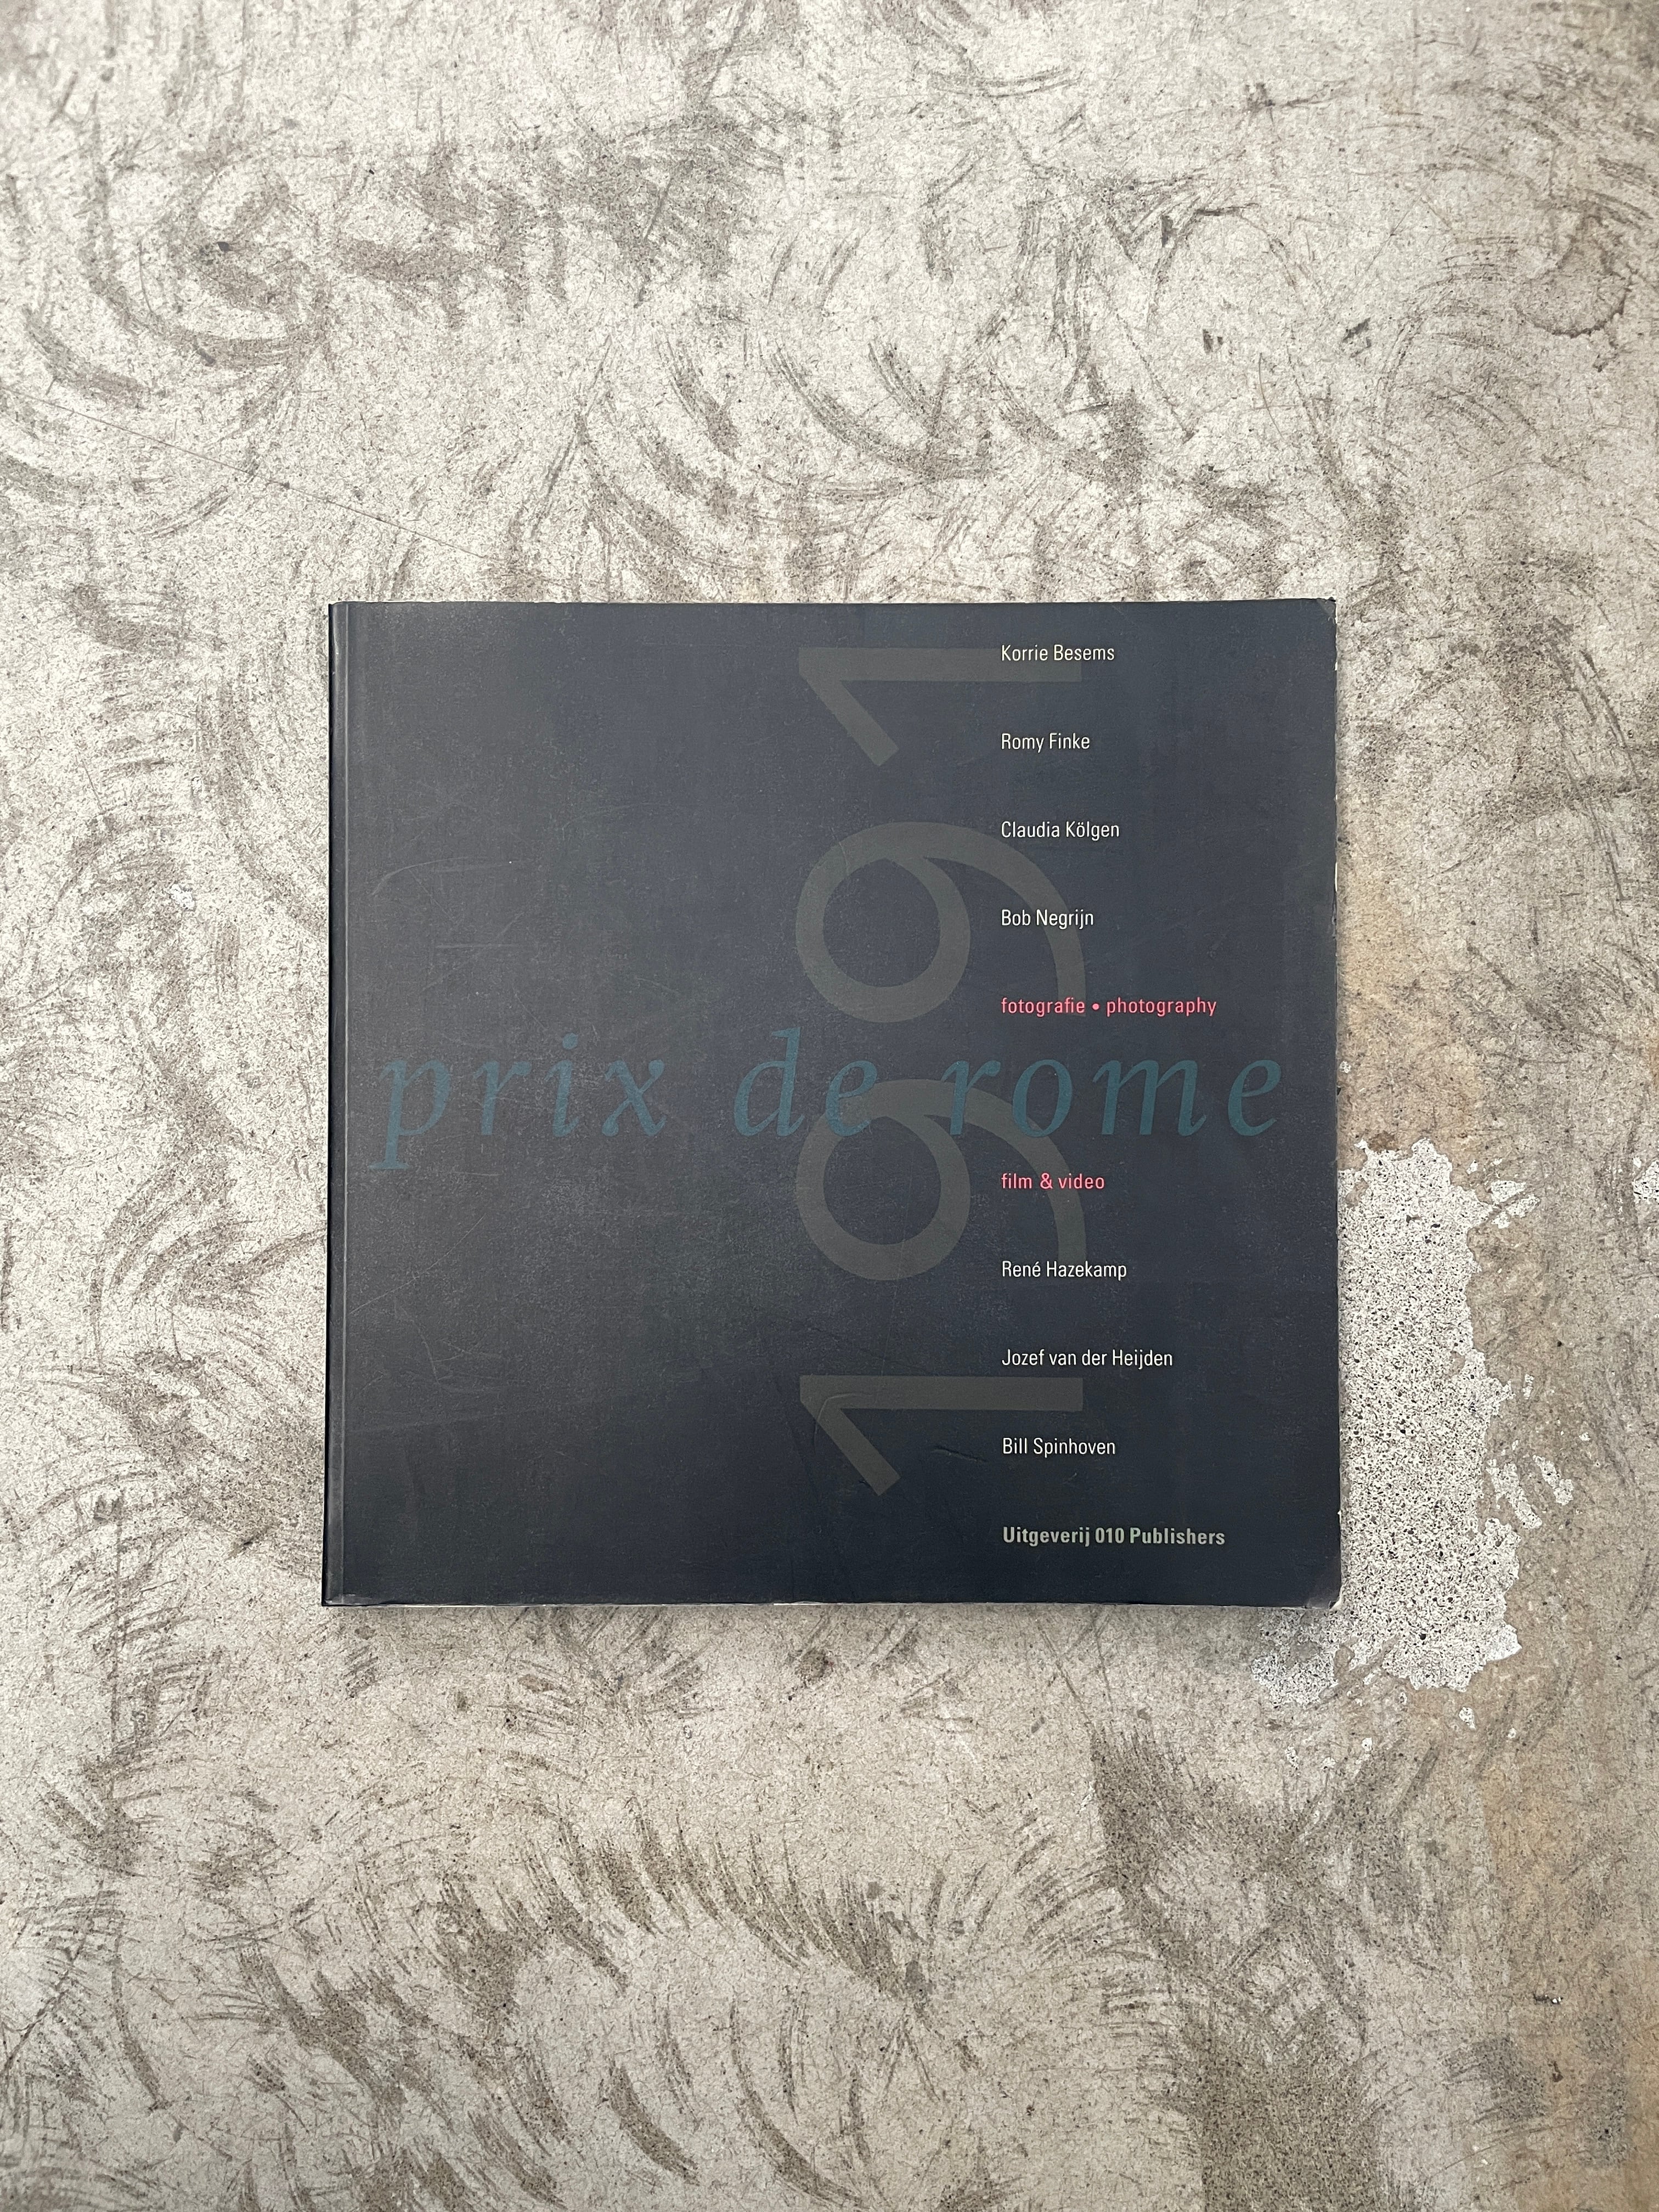 Korrie Besems
Romy Finke
Claudia Kölgen
Bob Negrijn
fotografie • photography
prix de rome
1991
film & video
René Hazekamp
Jozef van der Heijden
Bill Spinhoven
Uitgeverij 010 Publishers